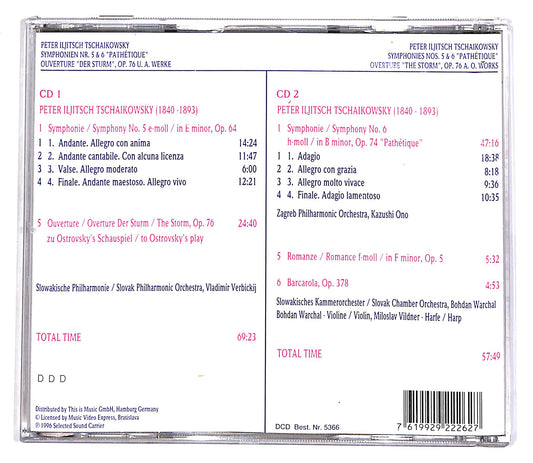 PETER ILJITSCH TSCHAIKOWSKY
SYMPHONIEN NR. 5 & 6 "PATHÉTIQUE"
OUVERTURE "DER STURM", OP. 76 U. A. WERKE
CD 1
PETER ILJITSCH TSCHAIKOWSKY (1840 -1893)
1 Symphonie / Symphony No. 5 e-moll / in E minor, Op. 64
1 1. Andante. Allegro con anima 14:24
2 2. Andante cantabile. Con alcuna licenza 11:47
3 3. Valse. Allegro moderato 6:00
4 4. Finale. Andante maestoso. Allegro vivo 12:21
5 Ouverture / Overture Der Sturm / The Storm, Op. 76 24:40
zu Ostrovsky's Schauspiel / to Ostrovsky's play
Slowakische Philharmonie / Slovak Philharmonic Orchestra, Vladimir Verbickij
TOTAL TIME 69:23
D D D
Distributed by This is Music GmbH, Hamburg Germany
© Licensed by Music Video Express, Bratislava
℗ 1996 Selected Sound Carrier
PETER ILJITSCH TSCHAIKOWSKY
SYMPHONIES NOS. 5 & 6 "PATHÉTIQUE"
OVERTURE "THE STORM", OP. 76 A. O. WORKS
CD 2
PETER ILJITSCH TSCHAIKOWSKY (1840 - 1893)
1 Symphonie / Symphony No. 6
h-moll / in B minor, Op. 74 "Pathétique" 47:16
1 1. Adagio 18:38
2 2. Allegro con grazia 8:18
3 3. Allegro molto vivace 9:36
4 4. Finale. Adagio lamentoso 10:35
Zagreb Philharmonic Orchestra, Kazushi Ono
5 Romanze / Romance f-moll / in F minor, Op. 5 5:32
6 Barcarola, Op. 378 4:53
Slowakisches Kammerorchester / Slovak Chamber Orchestra, Bohdan Warchal
Bohdan Warchal - Violine / Violin, Miloslav Vildner - Harfe / Harp
TOTAL TIME 57:49
DCD Best. Nr. 5366
7 619929 222627